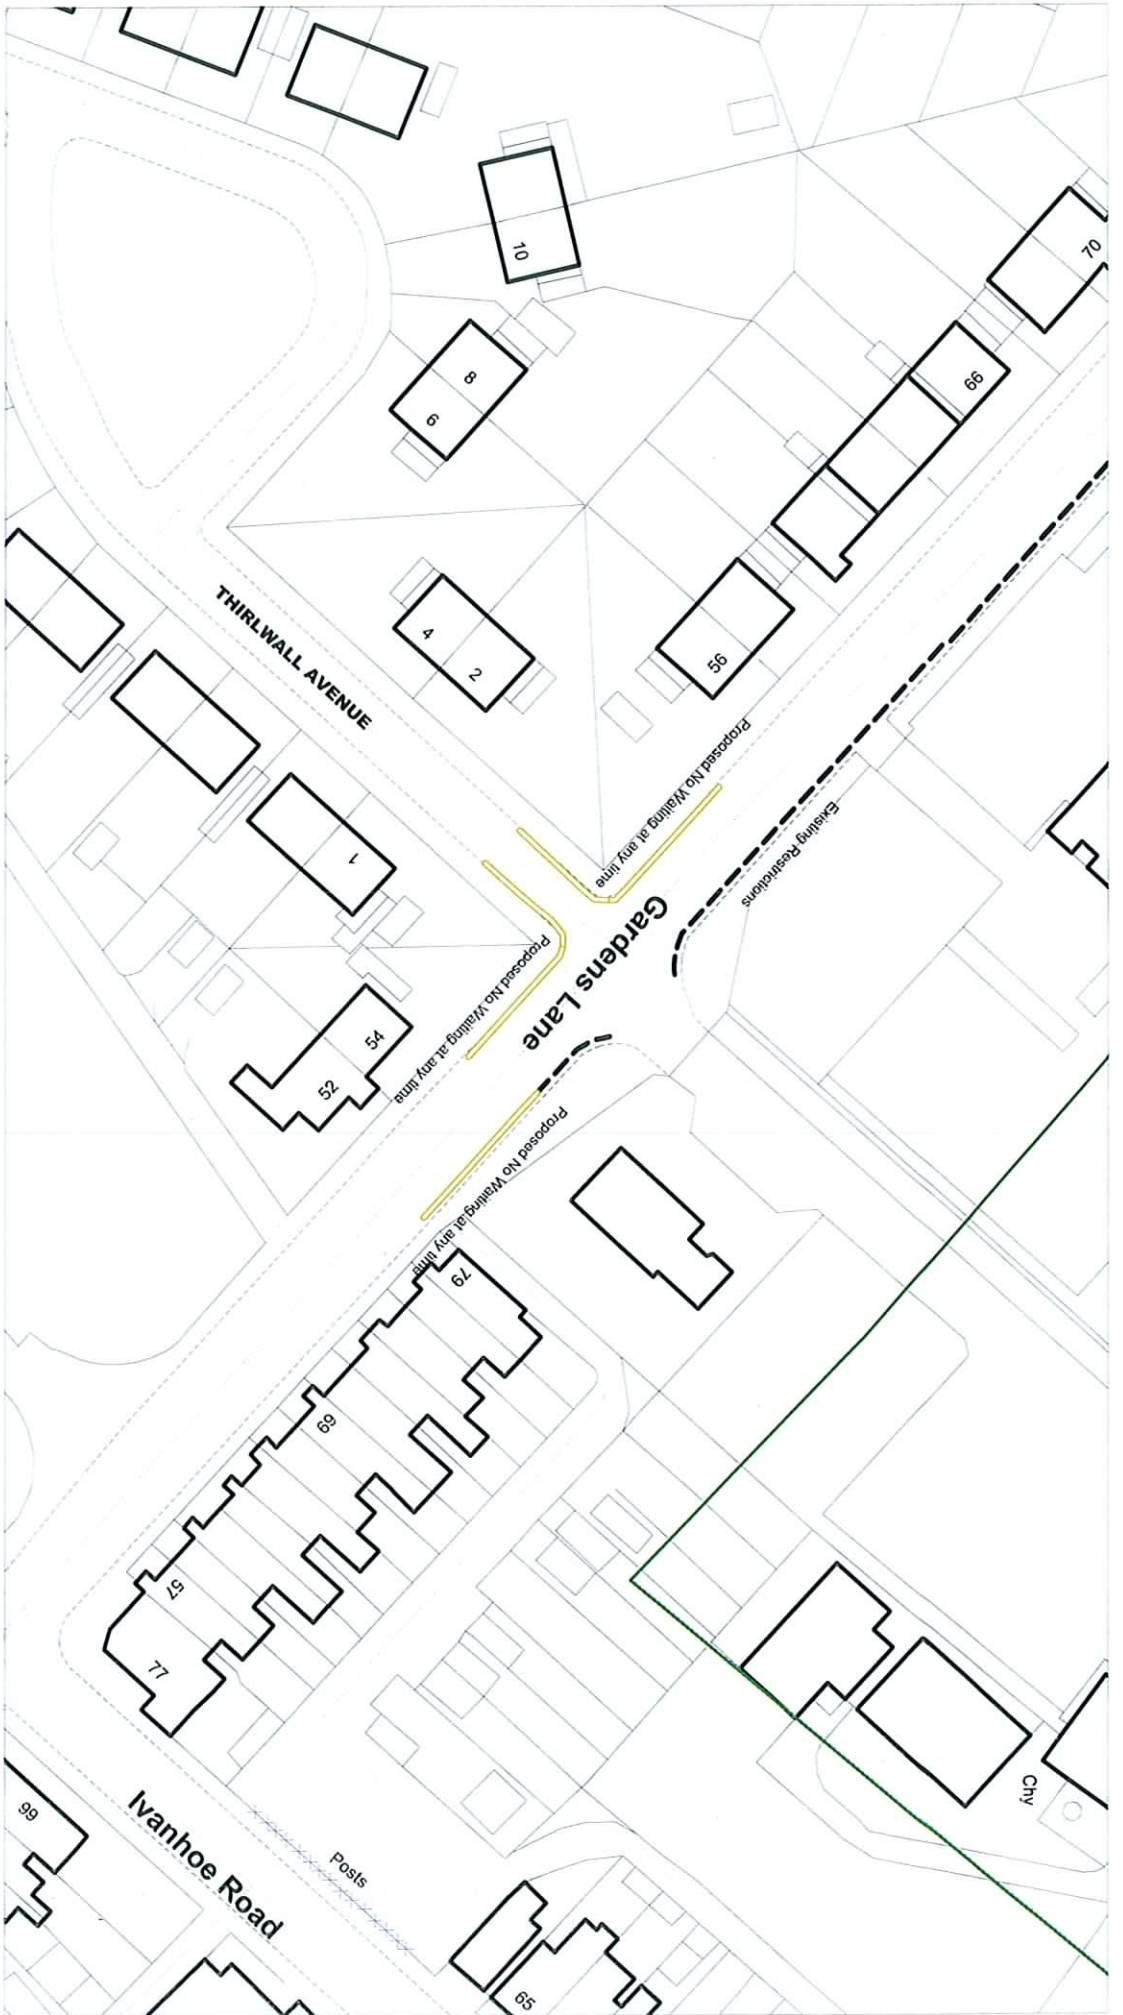 10
70
8
6
66
THIRLWALL AVENUE
4
2
56
Proposed No Waiting at any time
Existing Restrictions
1
Gardens Lane
Proposed No Waiting at any time
54
52
Proposed No Waiting at any time
79
69
57
77
Chy
99
Ivanhoe Road
Posts
65